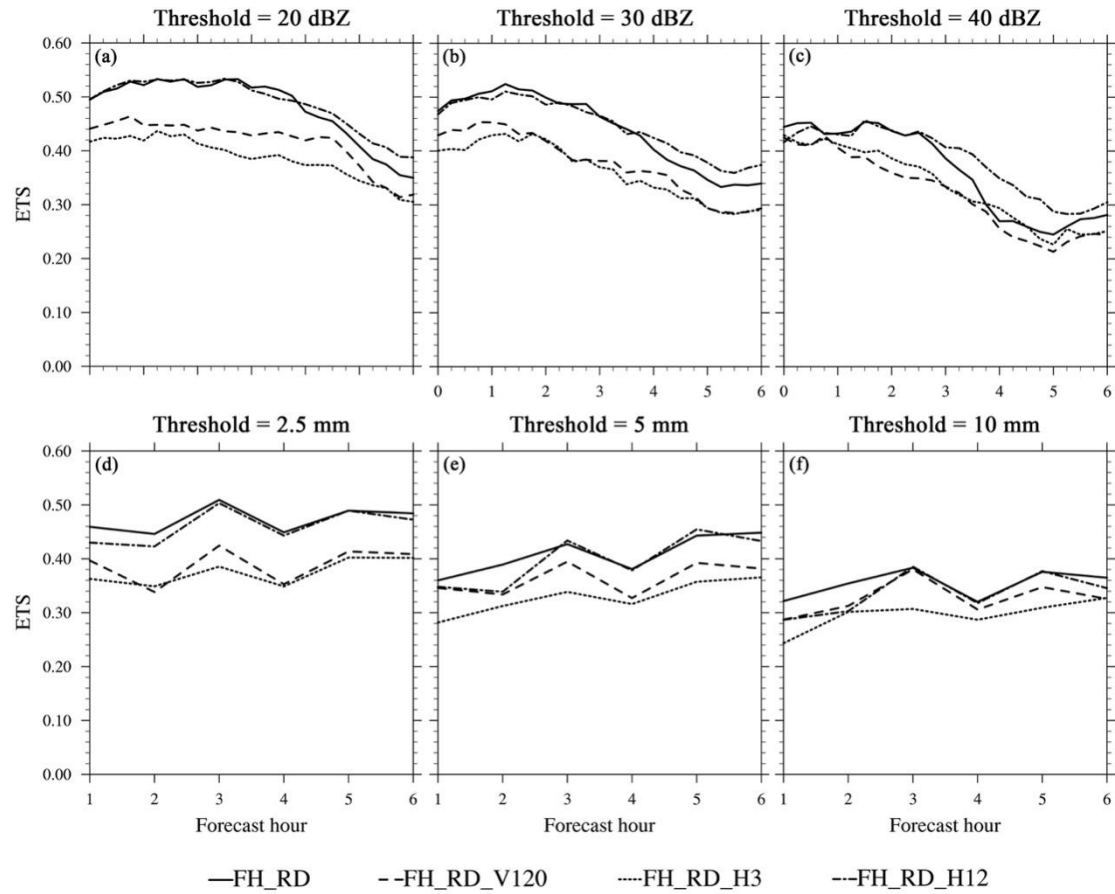 Threshold = 20 dBZ Threshold = 30 dBZ Threshold = 40 dBZ
(a) (b) (c)
0.60
0.50
0.40
0.30
0.20
0.10
0.00
ETS
0 1 2 3 4 5 6 0 1 2 3 4 5 6
Threshold = 2.5 mm Threshold = 5 mm Threshold = 10 mm
(d) (e) (f)
0.60
0.50
0.40
0.30
0.20
0.10
0.00
ETS
1 2 3 4 5 6 1 2 3 4 5 6 1 2 3 4 5 6
Forecast hour Forecast hour Forecast hour
FH_RD FH_RD_V120 FH_RD_H3 FH_RD_H12